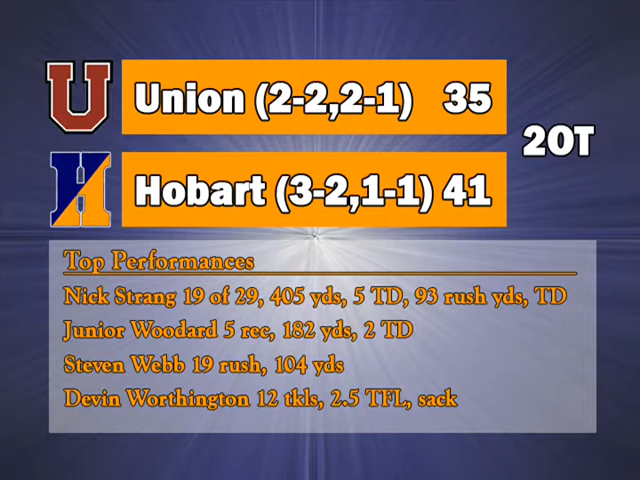 U
Union (2-2,2-1) 35
2OT
H
Hobart (3-2,1-1) 41
Top Performances
Nick Strang 19 of 29, 405 yds, 5 TD, 93 rush yds, TD
Junior Woodard 5 rec, 182 yds, 2 TD
Steven Webb 19 rush, 104 yds
Devin Worthington 12 tkls, 2.5 TFL, sack